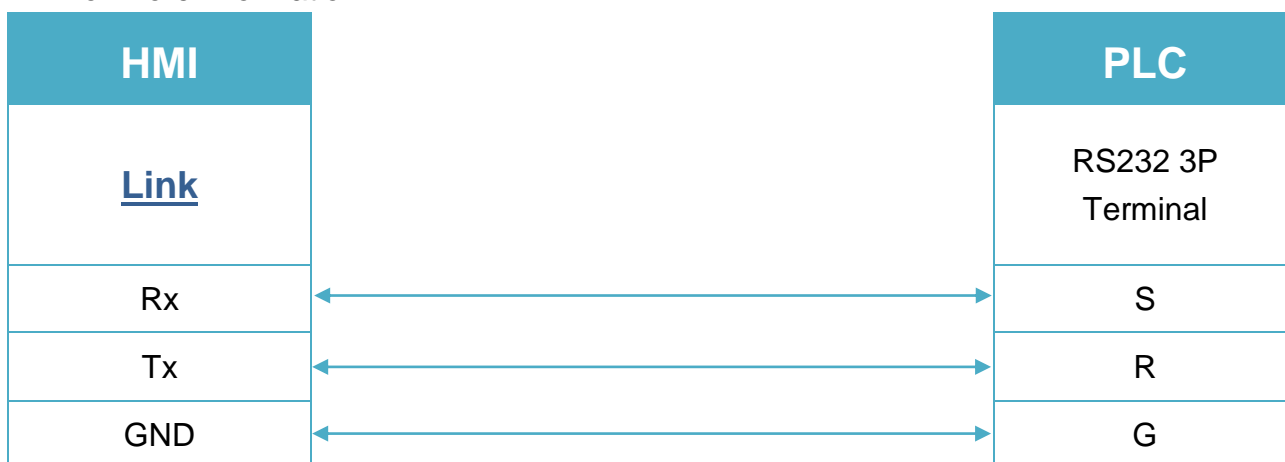 HMI PLC
Link RS232 3P
Terminal
Rx S
Tx R
GND G